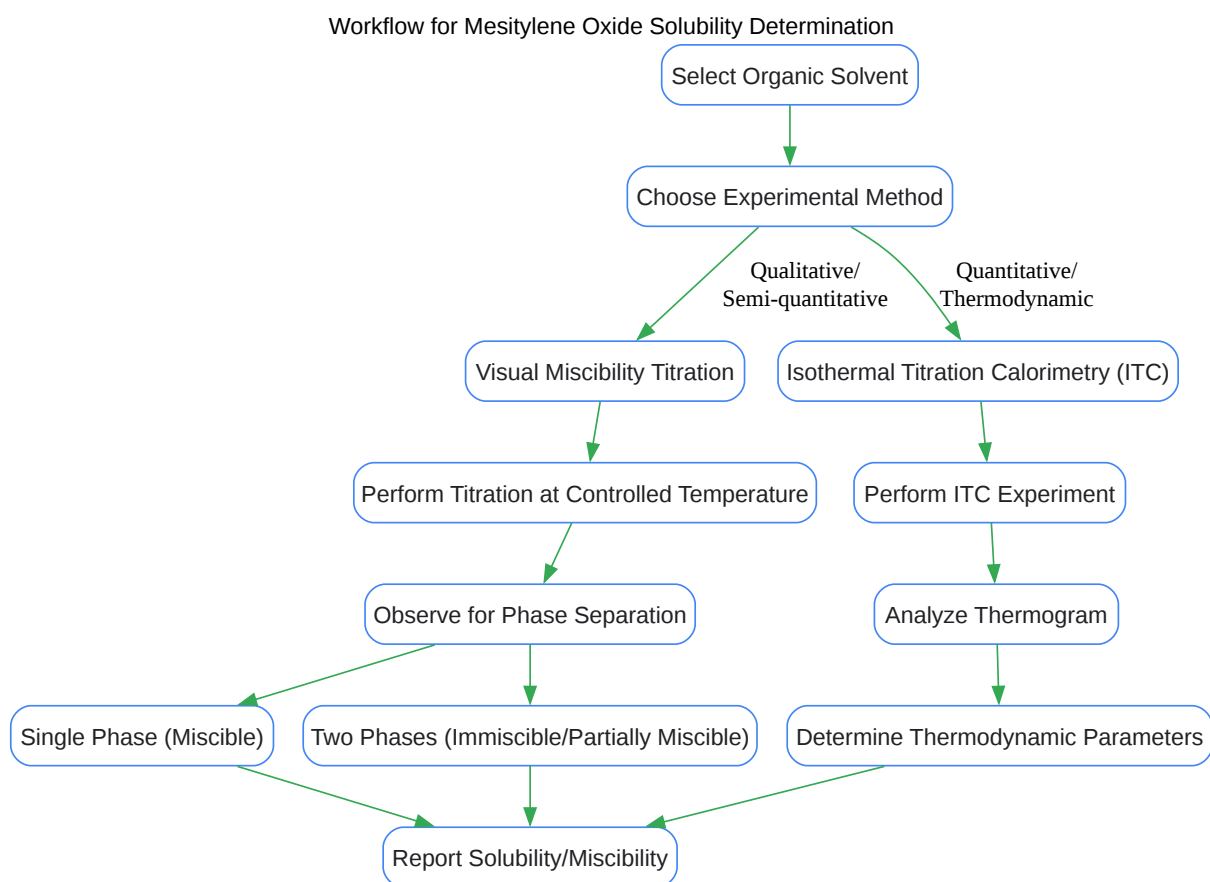 Workflow for Mesitylene Oxide Solubility Determination
Select Organic Solvent
Choose Experimental Method
Qualitative/
Semi-quantitative
Quantitative/
Thermodynamic
Visual Miscibility Titration
Isothermal Titration Calorimetry (ITC)
Perform Titration at Controlled Temperature
Perform ITC Experiment
Observe for Phase Separation
Analyze Thermogram
Single Phase (Miscible)
Two Phases (Immiscible/Partially Miscible)
Determine Thermodynamic Parameters
Report Solubility/Miscibility